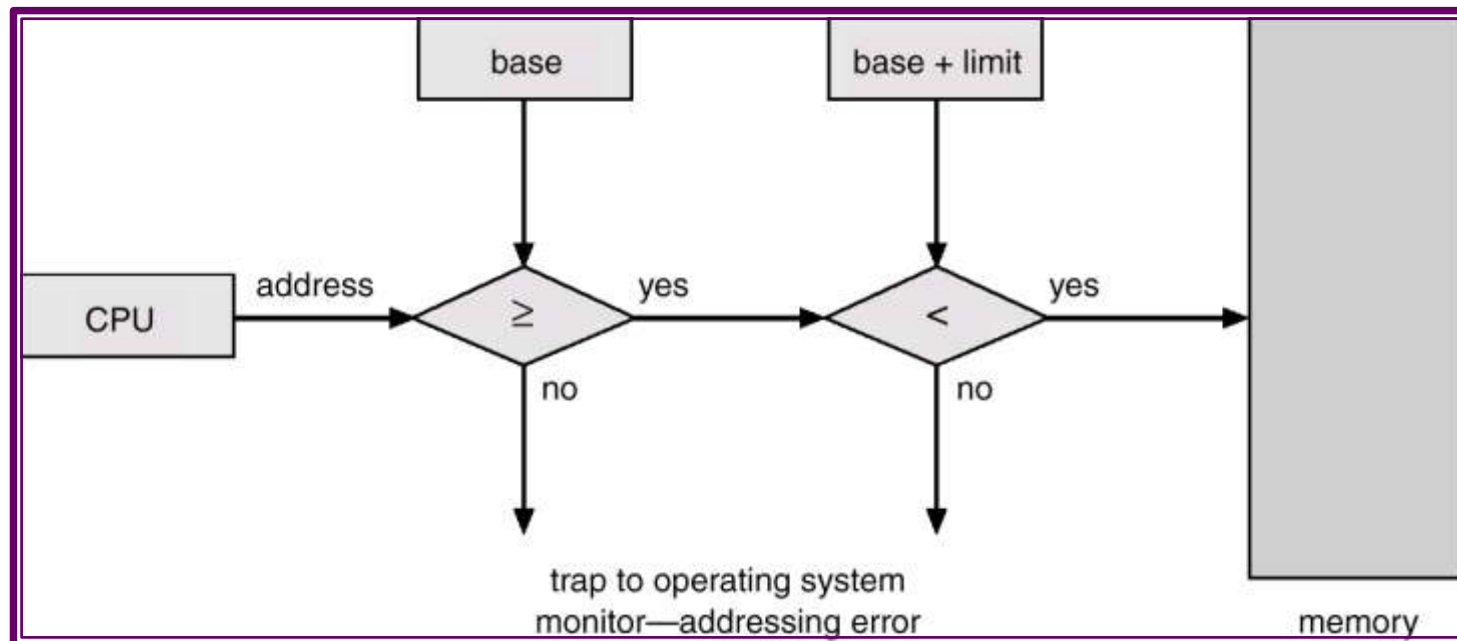 base
base + limit
CPU
address
≥
yes
<
yes
no
no
trap to operating system
monitor—addressing error
memory